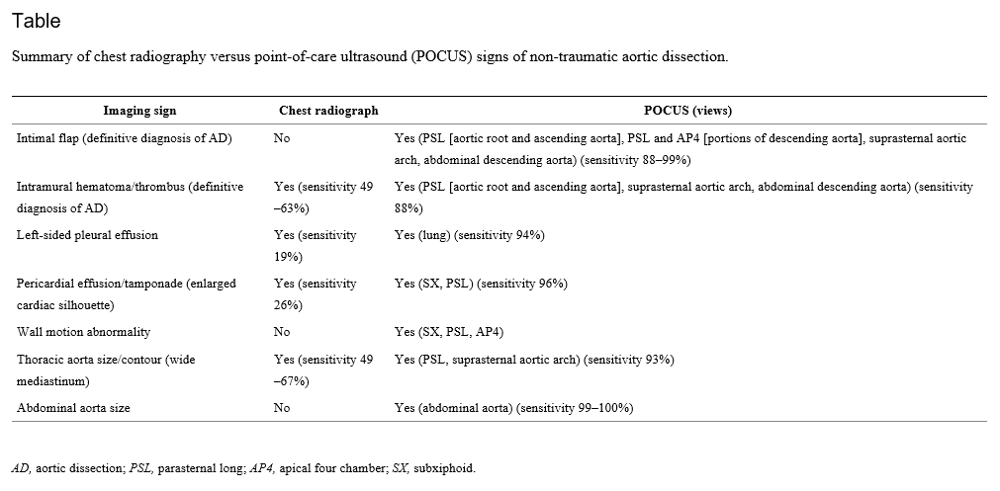 Table
Summary of chest radiography versus point-of-care ultrasound (POCUS) signs of non-traumatic aortic dissection.
Imaging sign Chest radiograph POCUS (views)
Intimal flap (definitive diagnosis of AD) No Yes (PSL [aortic root and ascending aorta], PSL and AP4 [portions of descending aorta], suprasternal aortic
arch, abdominal descending aorta) (sensitivity 88–99%)
Intramural hematoma/thrombus (definitive Yes (sensitivity 49 Yes (PSL [aortic root and ascending aorta], suprasternal aortic arch, abdominal descending aorta) (sensitivity
diagnosis of AD) –63%) 88%)
Left-sided pleural effusion Yes (sensitivity Yes (lung) (sensitivity 94%)
19%)
Pericardial effusion/tamponade (enlarged Yes (sensitivity Yes (SX, PSL) (sensitivity 96%)
cardiac silhouette) 26%)
Wall motion abnormality No Yes (SX, PSL, AP4)
Thoracic aorta size/contour (wide Yes (sensitivity 49 Yes (PSL, suprasternal aortic arch) (sensitivity 93%)
mediastinum) –67%)
Abdominal aorta size No Yes (abdominal aorta) (sensitivity 99–100%)
AD, aortic dissection; PSL, parasternal long; AP4, apical four chamber; SX, subxiphoid.